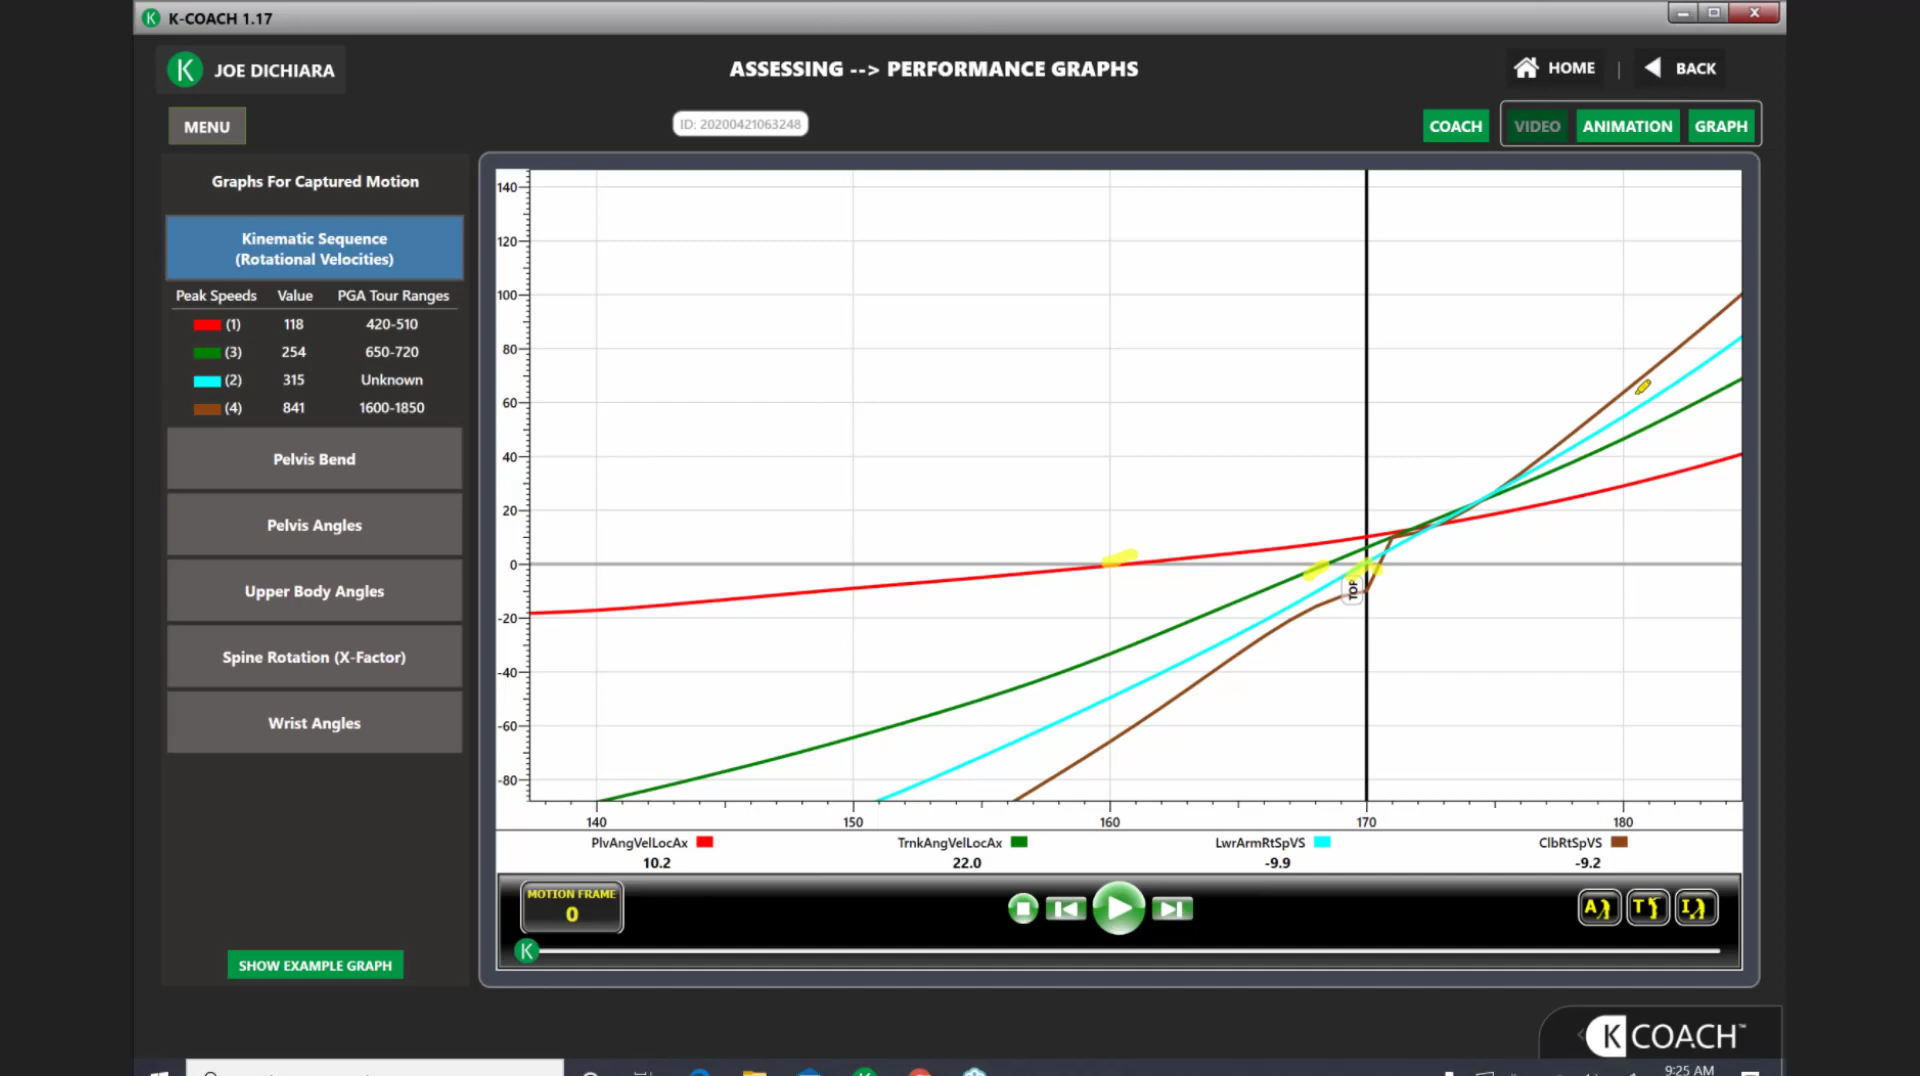 K K-COACH 1.17
K JOE DICHIARA
ASSESSING --> PERFORMANCE GRAPHS
HOME | BACK
MENU
ID: 20200421063248
COACH VIDEO ANIMATION GRAPH
Graphs For Captured Motion
Kinematic Sequence
(Rotational Velocities)
Peak Speeds Value PGA Tour Ranges
(1) 118 420-510
(3) 254 650-720
(2) 315 Unknown
(4) 841 1600-1850
Pelvis Bend
Pelvis Angles
Upper Body Angles
Spine Rotation (X-Factor)
Wrist Angles
SHOW EXAMPLE GRAPH
140
120
100
80
60
40
20
0
-20
-40
-60
-80
TOP
140 150 160 170 180
PlvAngVelLocAx TrnkAngVelLocAx LwrArmRtSpVS ClbRtSpVS
10.2 22.0 -9.9 -9.2
MOTION FRAME
0
A T I
K
K COACH™
9:25 AM